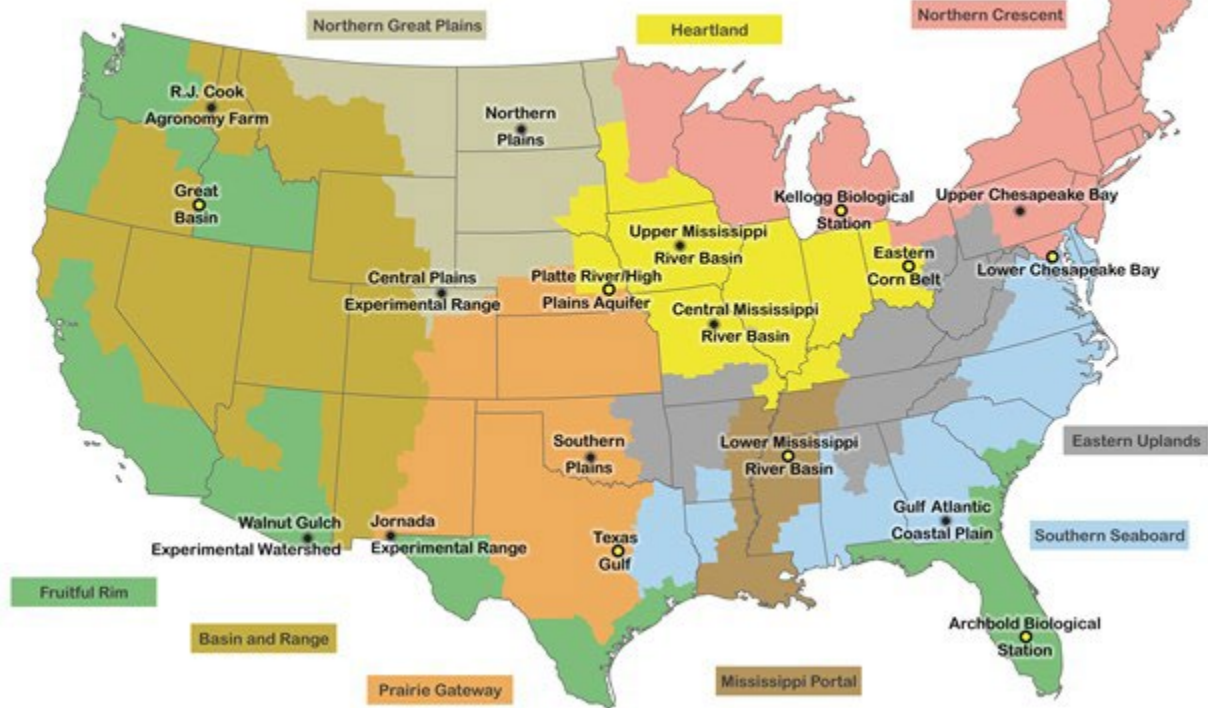 Northern Great Plains
Heartland
Northern Crescent
R.J. Cook
Agronomy Farm
Northern
Plains
Great
Basin
Kellogg Biological
Station
Upper Chesapeake Bay
Upper Mississippi
River Basin
Eastern
Corn Belt
Lower Chesapeake Bay
Central Plains
Experimental Range
Platte River/High
Plains Aquifer
Central Mississippi
River Basin
Southern
Plains
Lower Mississippi
River Basin
Eastern Uplands
Walnut Gulch
Experimental Watershed
Jornada
Experimental Range
Texas
Gulf
Gulf Atlantic
Coastal Plain
Southern Seaboard
Fruitful Rim
Basin and Range
Archbold Biological
Station
Prairie Gateway
Mississippi Portal